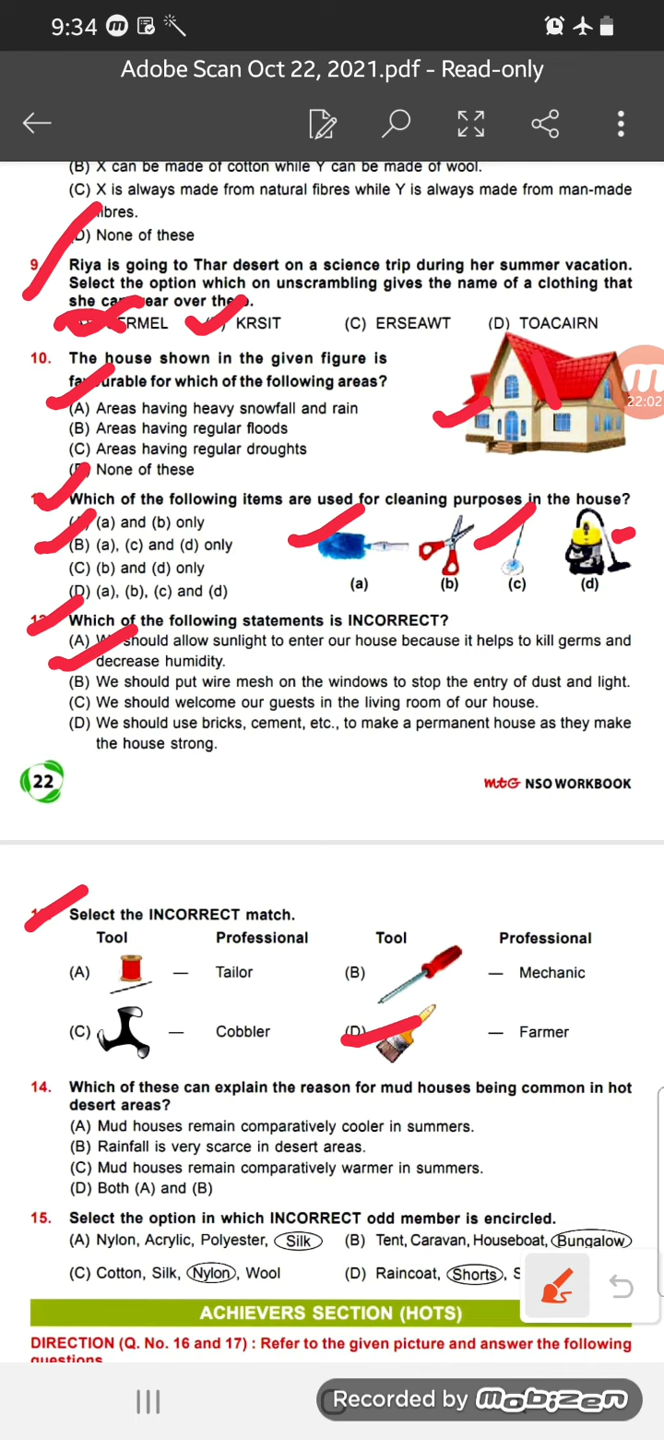 9:34
Adobe Scan Oct 22, 2021.pdf - Read-only
(B) X can be made of cotton while Y can be made of wool.
(C) X is always made from natural fibres while Y is always made from man-made
ibres.
D) None of these
9 Riya is going to Thar desert on a science trip during her summer vacation.
Select the option which on unscrambling gives the name of a clothing that
she can wear over the
ERMEL KRSIT (C) ERSEAWT (D) TOACAIRN
10. The house shown in the given figure is
favourable for which of the following areas?
(A) Areas having heavy snowfall and rain
(B) Areas having regular floods
(C) Areas having regular droughts
None of these
22:02
Which of the following items are used for cleaning purposes in the house?
(a) and (b) only
(B) (a), (c) and (d) only
(C) (b) and (d) only
(D) (a), (b), (c) and (d)
(a) (b) (c) (d)
Which of the following statements is INCORRECT?
(A) We should allow sunlight to enter our house because it helps to kill germs and
decrease humidity.
(B) We should put wire mesh on the windows to stop the entry of dust and light.
(C) We should welcome our guests in the living room of our house.
(D) We should use bricks, cement, etc., to make a permanent house as they make
the house strong.
22 mtG NSO WORKBOOK
Select the INCORRECT match.
Tool Professional Tool Professional
(A) — Tailor (B) — Mechanic
(C) — Cobbler (D) — Farmer
14. Which of these can explain the reason for mud houses being common in hot
desert areas?
(A) Mud houses remain comparatively cooler in summers.
(B) Rainfall is very scarce in desert areas.
(C) Mud houses remain comparatively warmer in summers.
(D) Both (A) and (B)
15. Select the option in which INCORRECT odd member is encircled.
(A) Nylon, Acrylic, Polyester, Silk (B) Tent, Caravan, Houseboat, Bungalow
(C) Cotton, Silk, Nylon, Wool (D) Raincoat, Shorts, S
ACHIEVERS SECTION (HOTS)
DIRECTION (Q. No. 16 and 17) : Refer to the given picture and answer the following
questions
Recorded by mobizen